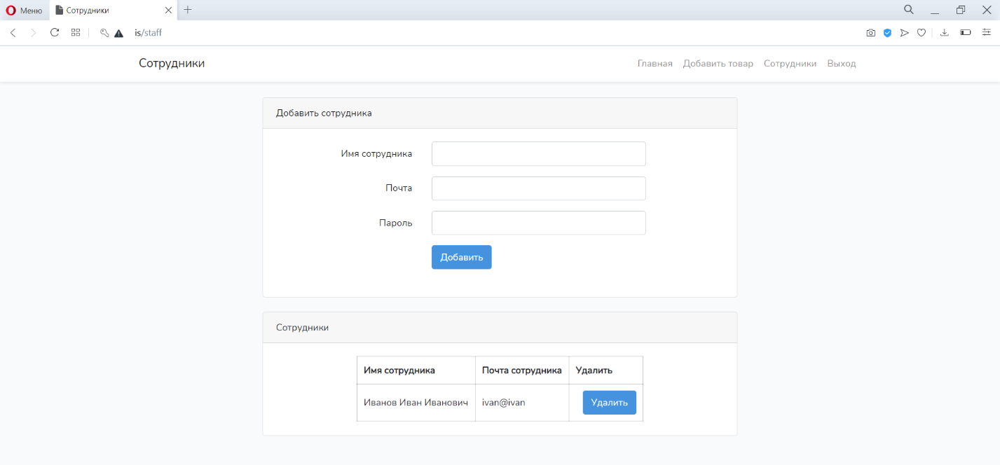 Меню Сотрудники
is/staff
Сотрудники Главная Добавить товар Сотрудники Выход
Добавить сотрудника
Имя сотрудника
Почта
Пароль
Добавить
Сотрудники
Имя сотрудника Почта сотрудника Удалить
Иванов Иван Иванович ivan@ivan Удалить